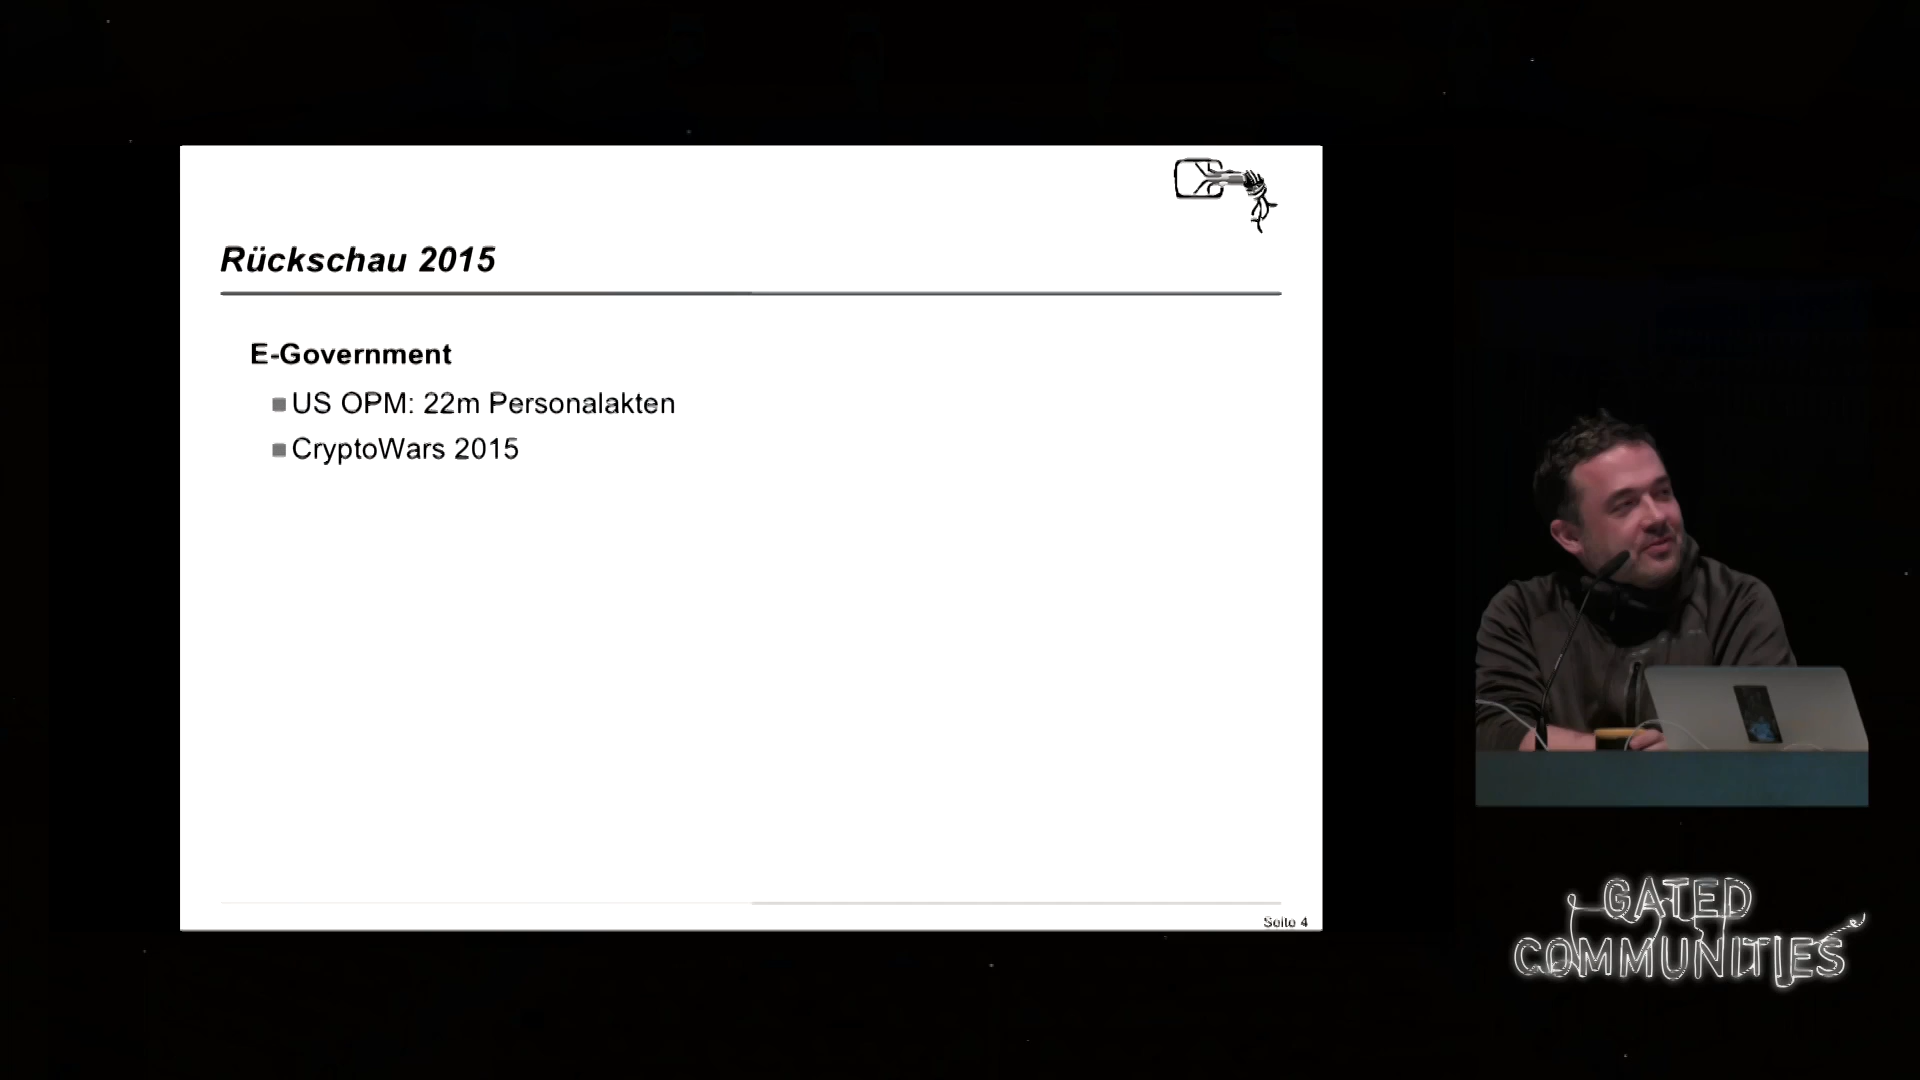 Rückschau 2015
E-Government
US OPM: 22m Personalakten
CryptoWars 2015
Seite 4
GATED
COMMUNITIES